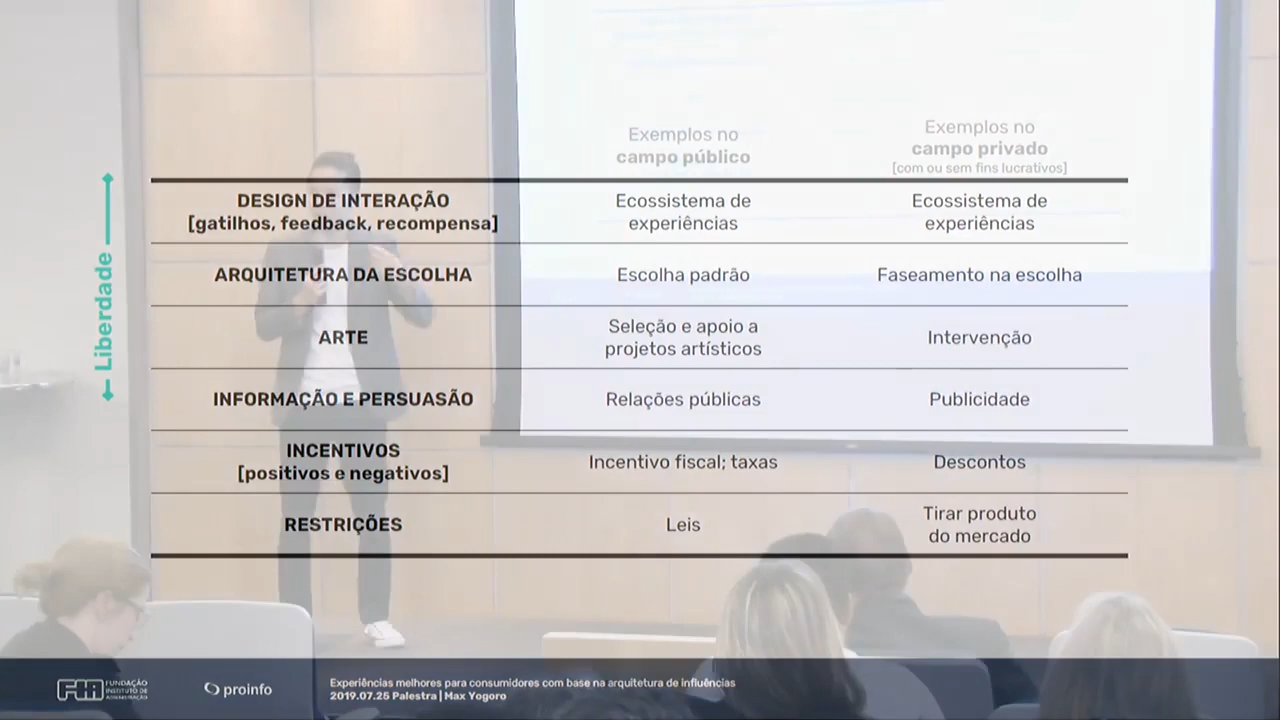 Exemplos no
campo público
Exemplos no
campo privado
[com ou sem fins lucrativos]
Liberdade
DESIGN DE INTERAÇÃO
[gatilhos, feedback, recompensa]
Ecossistema de
experiências
Ecossistema de
experiências
ARQUITETURA DA ESCOLHA
Escolha padrão
Faseamento na escolha
ARTE
Seleção e apoio a
projetos artísticos
Intervenção
INFORMAÇÃO E PERSUASÃO
Relações públicas
Publicidade
INCENTIVOS
[positivos e negativos]
Incentivo fiscal; taxas
Descontos
RESTRIÇÕES
Leis
Tirar produto
do mercado
FIA
FUNDAÇÃO
INSTITUTO DE
ADMINISTRAÇÃO
proinfo
Experiências melhores para consumidores com base na arquitetura de influências
2019.07.25 Palestra | Max Yogoro